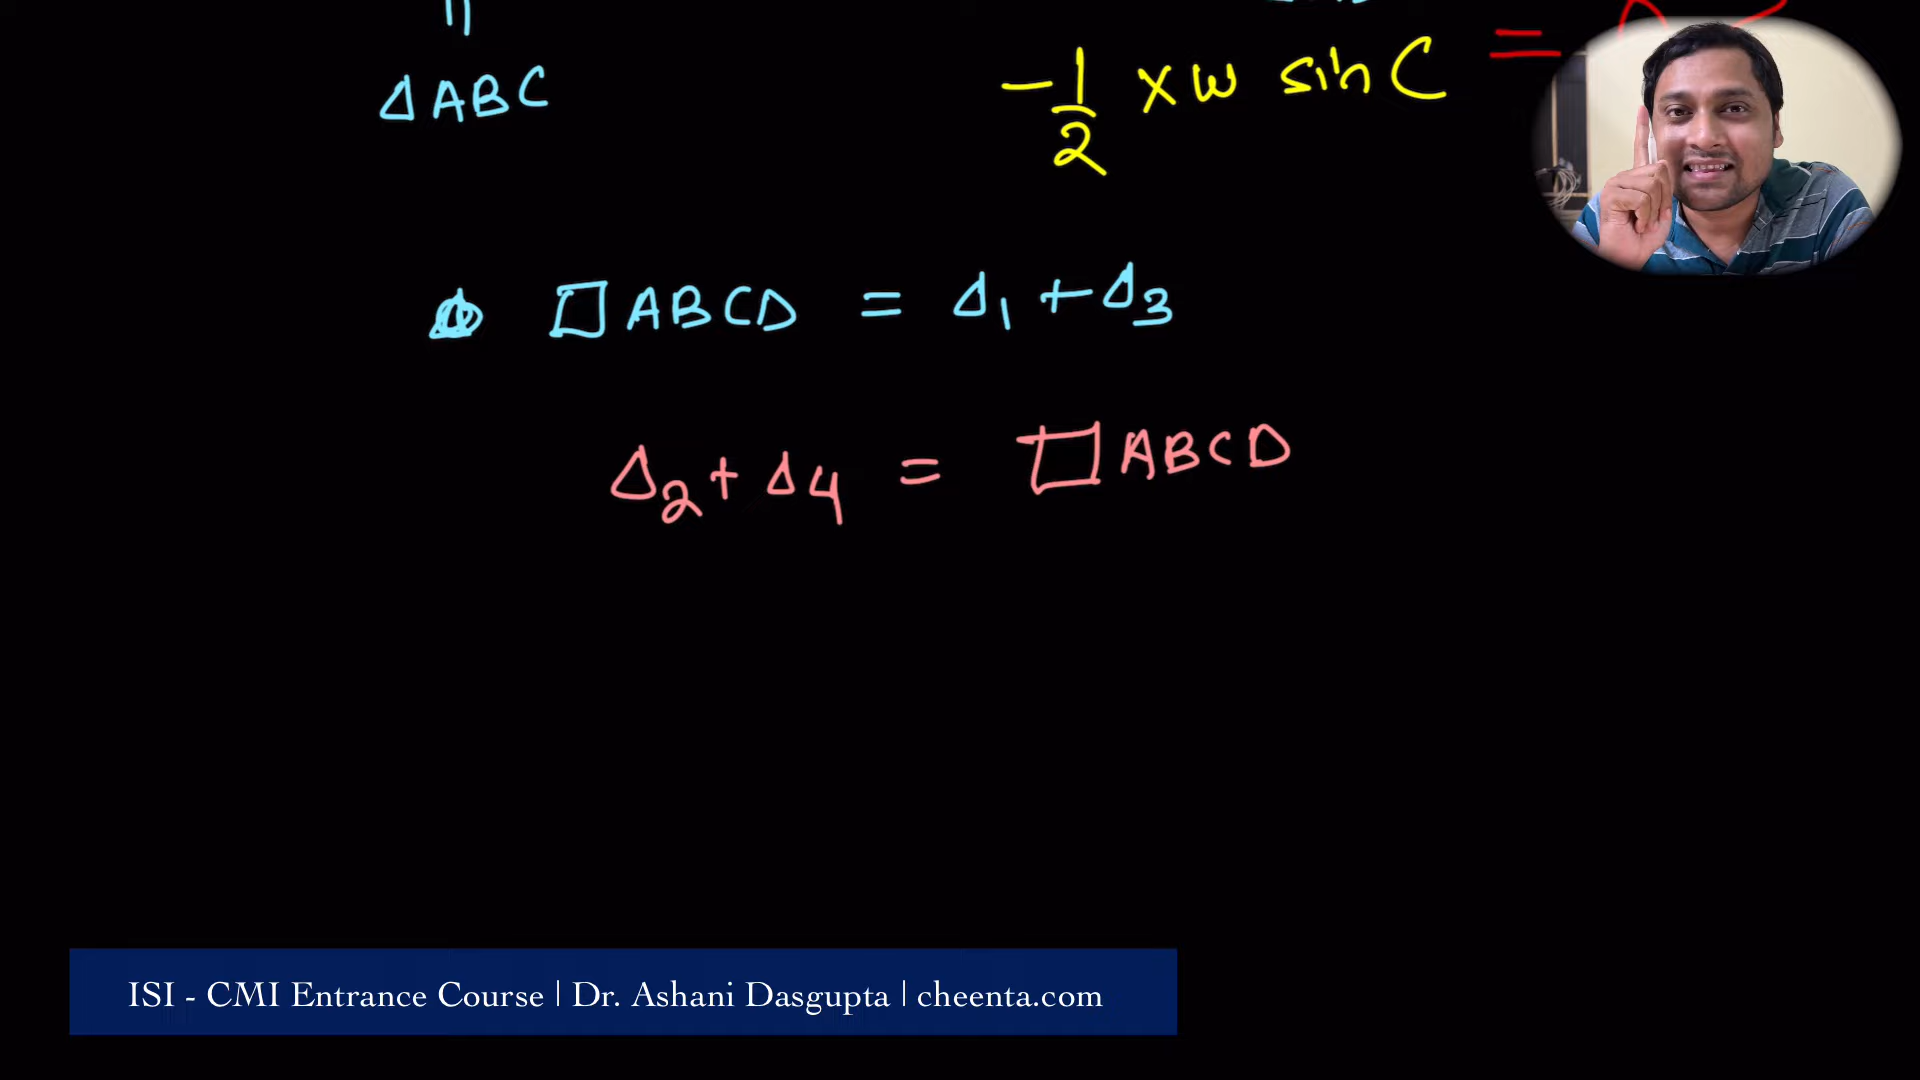 ΔABC
-1/2 xw sin C =
□ABCD = Δ₁ + Δ₃
Δ₂ + Δ₄ = □ABCD
ISI - CMI Entrance Course | Dr. Ashani Dasgupta | cheenta.com